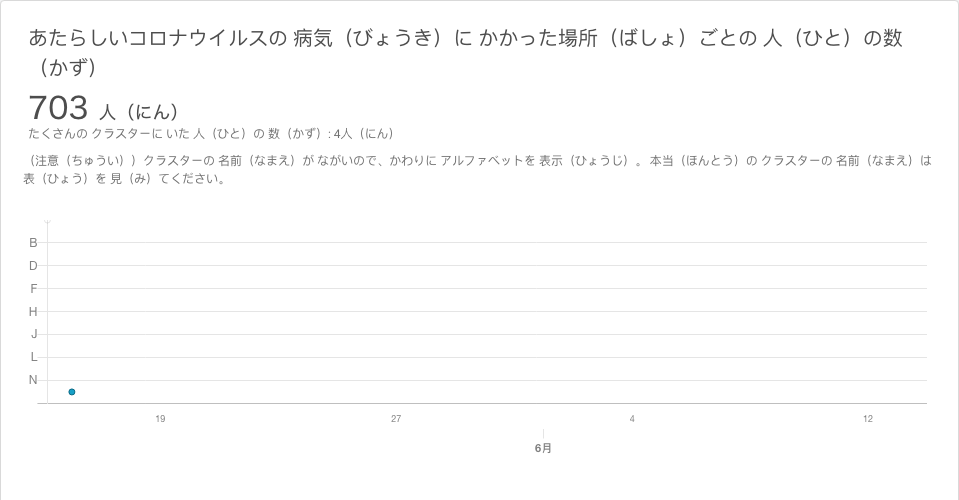 あたらしいコロナウイルスの 病気（びょうき）に かかった場所（ばしょ）ごとの 人（ひと）の数
（かず）
703 人（にん）
たくさんの クラスターに いた 人（ひと）の 数（かず）: 4人（にん）
（注意（ちゅうい））クラスターの 名前（なまえ）が ながいので、かわりに アルファベットを 表示（ひょうじ）。 本当（ほんとう）の クラスターの 名前（なまえ）は
表（ひょう）を 見（み）てください。
B
D
F
H
J
L
N
19 27 4 12
6月